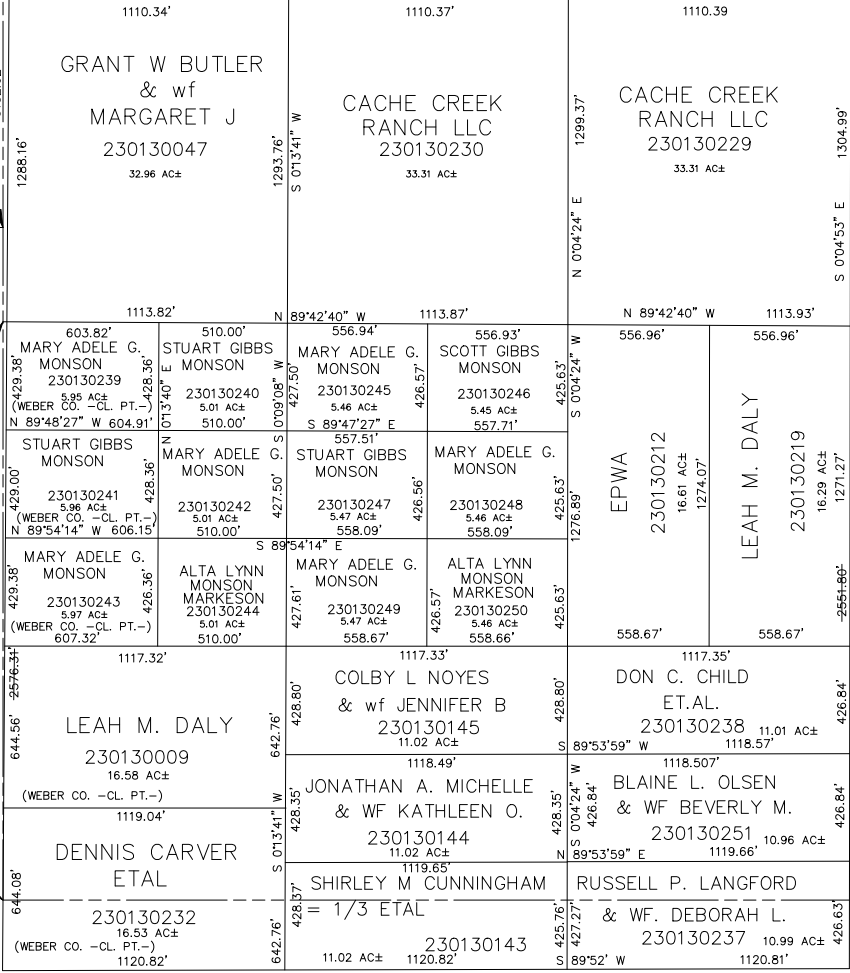 1110.34'
1110.37'
1110.39
GRANT W BUTLER
& wf
MARGARET J
230130047
32.96 AC±
1288.16'
1293.76'
S 0°13'41" W
CACHE CREEK
RANCH LLC
230130230
33.31 AC±
1299.37'
N 0°04'24" E
CACHE CREEK
RANCH LLC
230130229
33.31 AC±
1304.99'
S 0°04'53" E
1113.82'
N 89°42'40" W
1113.87'
N 89°42'40" W
1113.93'
603.82'
MARY ADELE G.
MONSON
230130239
5.95 AC±
(WEBER CO. -CL. PT.-)
N 89°48'27" W 604.91'
429.38'
428.36'
N 0°13'40" E
510.00'
STUART GIBBS
MONSON
230130240
5.01 AC±
510.00'
S 0°09'08" W
427.50'
556.94'
MARY ADELE G.
MONSON
230130245
5.46 AC±
S 89°47'27" E
426.57'
556.93'
SCOTT GIBBS
MONSON
230130246
5.45 AC±
557.71'
425.63'
S 0°04'24" W
STUART GIBBS
MONSON
230130241
5.96 AC±
(WEBER CO. -CL. PT.-)
N 89°54'14" W 606.15'
429.00'
428.36'
MARY ADELE G.
MONSON
230130242
5.01 AC±
510.00'
427.50'
557.51'
STUART GIBBS
MONSON
230130247
5.47 AC±
558.09'
426.56'
MARY ADELE G.
MONSON
230130248
5.46 AC±
558.09'
425.63'
1276.89'
S 89°54'14" E
MARY ADELE G.
MONSON
230130243
5.97 AC±
(WEBER CO. -CL. PT.-)
607.32'
429.38'
426.36'
ALTA LYNN
MONSON
MARKESON
230130244
5.01 AC±
510.00'
427.61'
MARY ADELE G.
MONSON
230130249
5.47 AC±
558.67'
426.57'
ALTA LYNN
MONSON
MARKESON
230130250
5.46 AC±
558.66'
425.63'
556.96'
EPWA
230130212
16.61 AC±
1274.07'
558.67'
556.96'
LEAH M. DALY
230130219
16.29 AC±
1271.27'
2551.80'
558.67'
1117.32'
2576.31'
644.56'
LEAH M. DALY
230130009
16.58 AC±
(WEBER CO. -CL. PT.-)
642.76'
S 0°13'41" W
1117.33'
COLBY L NOYES
& wf JENNIFER B
230130145
11.02 AC±
428.80'
428.80'
1117.35'
DON C. CHILD
ET.AL.
230130238 11.01 AC±
S 89°53'59" W 1118.57'
426.84'
1118.49'
JONATHAN A. MICHELLE
& WF KATHLEEN O.
230130144
11.02 AC±
428.35'
428.35'
1118.507'
S 0°04'24" W
426.84'
BLAINE L. OLSEN
& WF BEVERLY M.
230130251 10.96 AC±
N 89°53'59" E 1119.66'
426.84'
1119.04'
DENNIS CARVER
ETAL
230130232
16.53 AC±
(WEBER CO. -CL. PT.-)
1120.82'
644.08'
642.76'
1119.65'
SHIRLEY M CUNNINGHAM
= 1/3 ETAL
230130143
11.02 AC± 1120.82'
428.37'
425.76'
RUSSELL P. LANGFORD
& WF. DEBORAH L.
230130237 10.99 AC±
S 89°52' W 1120.81'
427.27'
426.63'